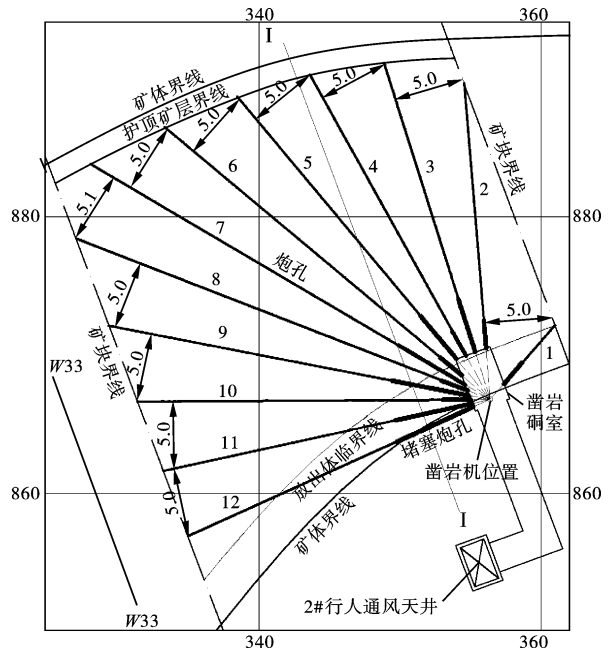 340
360
I
矿体界线
护顶矿层界线
5.0
5.0
5.0
5.0
5.0
矿块界线
6
5
4
3
2
880
880
5.1
7
炮孔
8
5.0
5.0
9
1
矿块界线
W33
5.0
10
凿岩
硐室
5.0
11
放出体临界线
堵塞炮孔
凿岩机位置
860
12
860
5.0
矿体界线
I
2#行人通风天井
W33
340
360